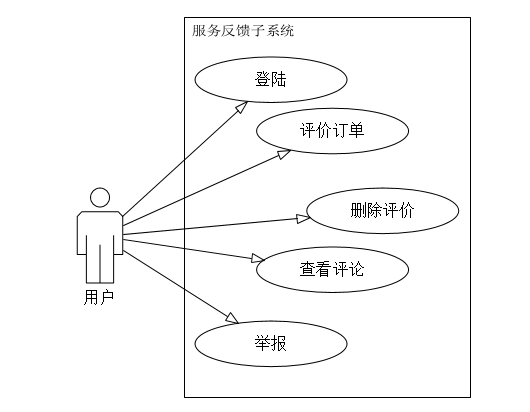 服务反馈子系统
登陆
评价订单
删除评价
查看评论
用户
举报